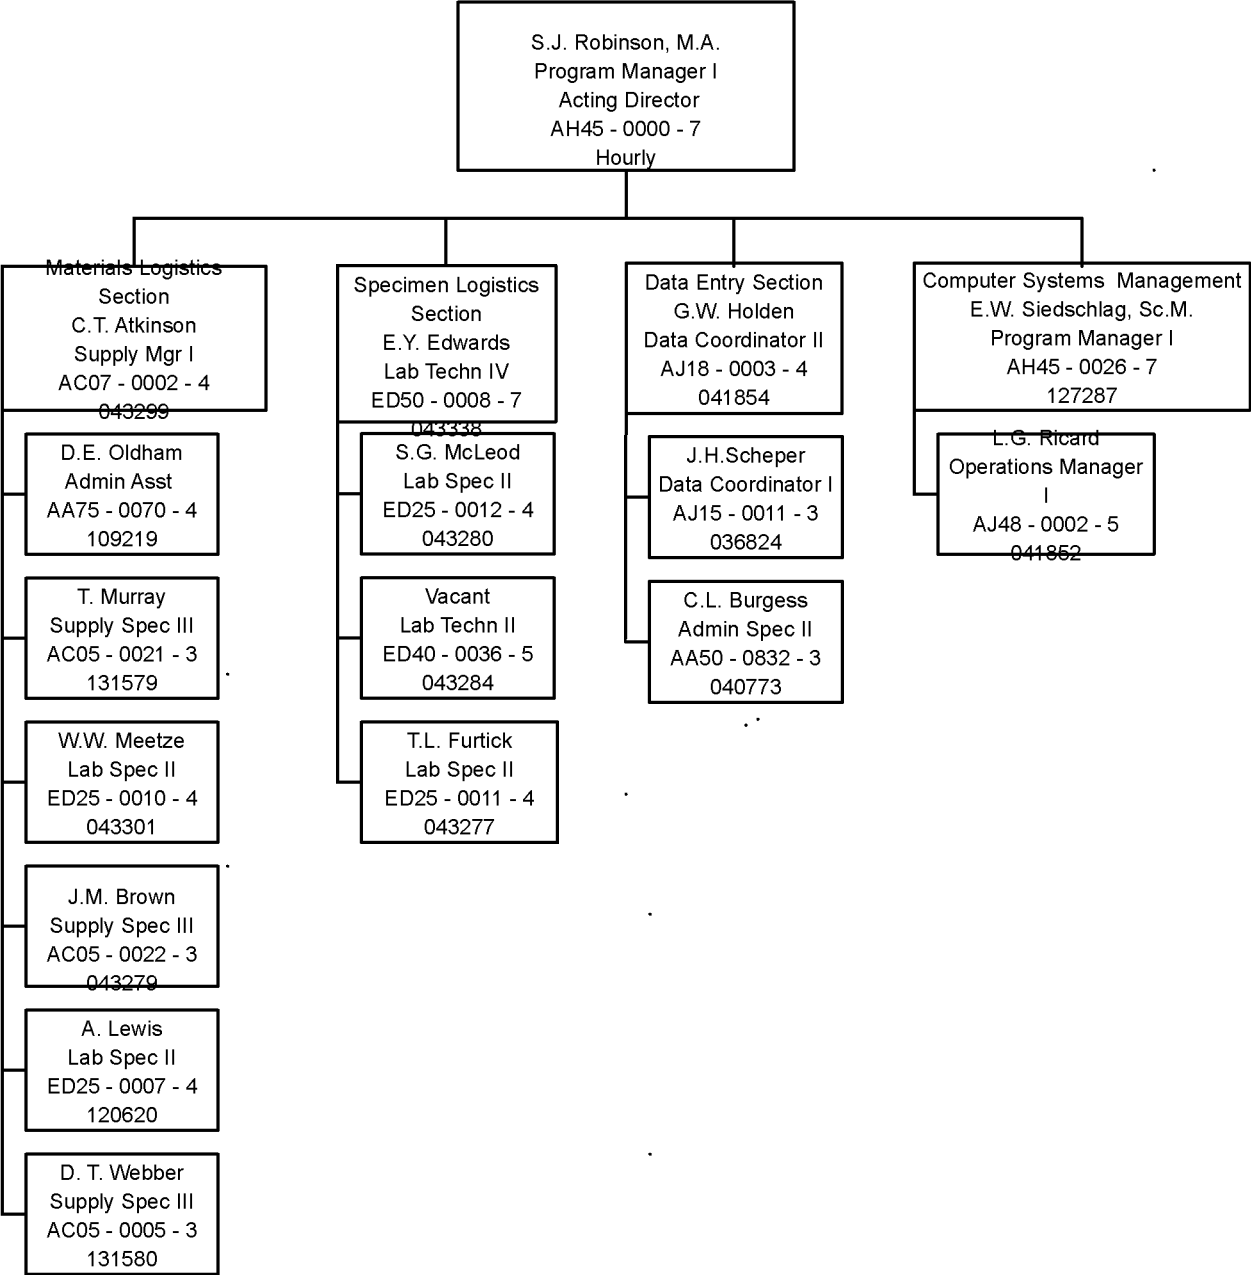 S.J. Robinson, M.A.
Program Manager I
Acting Director
AH45 - 0000 - 7
Hourly
Materials Logistics
Section
C.T. Atkinson
Supply Mgr I
AC07 - 0002 - 4
043299
D.E. Oldham
Admin Asst
AA75 - 0070 - 4
109219
T. Murray
Supply Spec III
AC05 - 0021 - 3
131579
W.W. Meetze
Lab Spec II
ED25 - 0010 - 4
043301
J.M. Brown
Supply Spec III
AC05 - 0022 - 3
043279
A. Lewis
Lab Spec II
ED25 - 0007 - 4
120620
D. T. Webber
Supply Spec III
AC05 - 0005 - 3
131580
Specimen Logistics
Section
E.Y. Edwards
Lab Techn IV
ED50 - 0008 - 7
043338
S.G. McLeod
Lab Spec II
ED25 - 0012 - 4
043280
Vacant
Lab Techn II
ED40 - 0036 - 5
043284
T.L. Furtick
Lab Spec II
ED25 - 0011 - 4
043277
Data Entry Section
G.W. Holden
Data Coordinator II
AJ18 - 0003 - 4
041854
J.H.Scheper
Data Coordinator I
AJ15 - 0011 - 3
036824
C.L. Burgess
Admin Spec II
AA50 - 0832 - 3
040773
Computer Systems  Management
E.W. Siedschlag, Sc.M.
Program Manager I
AH45 - 0026 - 7
127287
L.G. Ricard
Operations Manager
I
AJ48 - 0002 - 5
041852